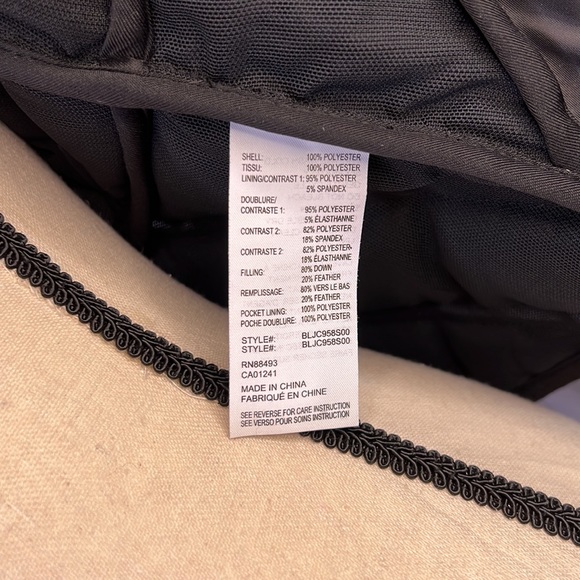 SHELL: 100% POLYESTER
TISSU: 100% POLYESTER
LINING/CONTRAST 1: 95% POLYESTER
5% SPANDEX
DOUBLURE/
CONTRASTE 1: 95% POLYESTER
5% ÉLASTHANNE
CONTRAST 2: 82% POLYESTER
18% SPANDEX
CONTRASTE 2: 82% POLYESTER
18% ÉLASTHANNE
FILLING: 80% DOWN
20% FEATHER
REMPLISSAGE: 80% VERS LE BAS
20% FEATHER
POCKET LINING: 100% POLYESTER
POCHE DOUBLURE: 100% POLYESTER
STYLE#: BLJC958S00
STYLE#: BLJC958S00
RN88493
CA01241
MADE IN CHINA
FABRIQUÉ EN CHINE
SEE REVERSE FOR CARE INSTRUCTION
SEE VERSO POUR SOINS INSTRUCTION